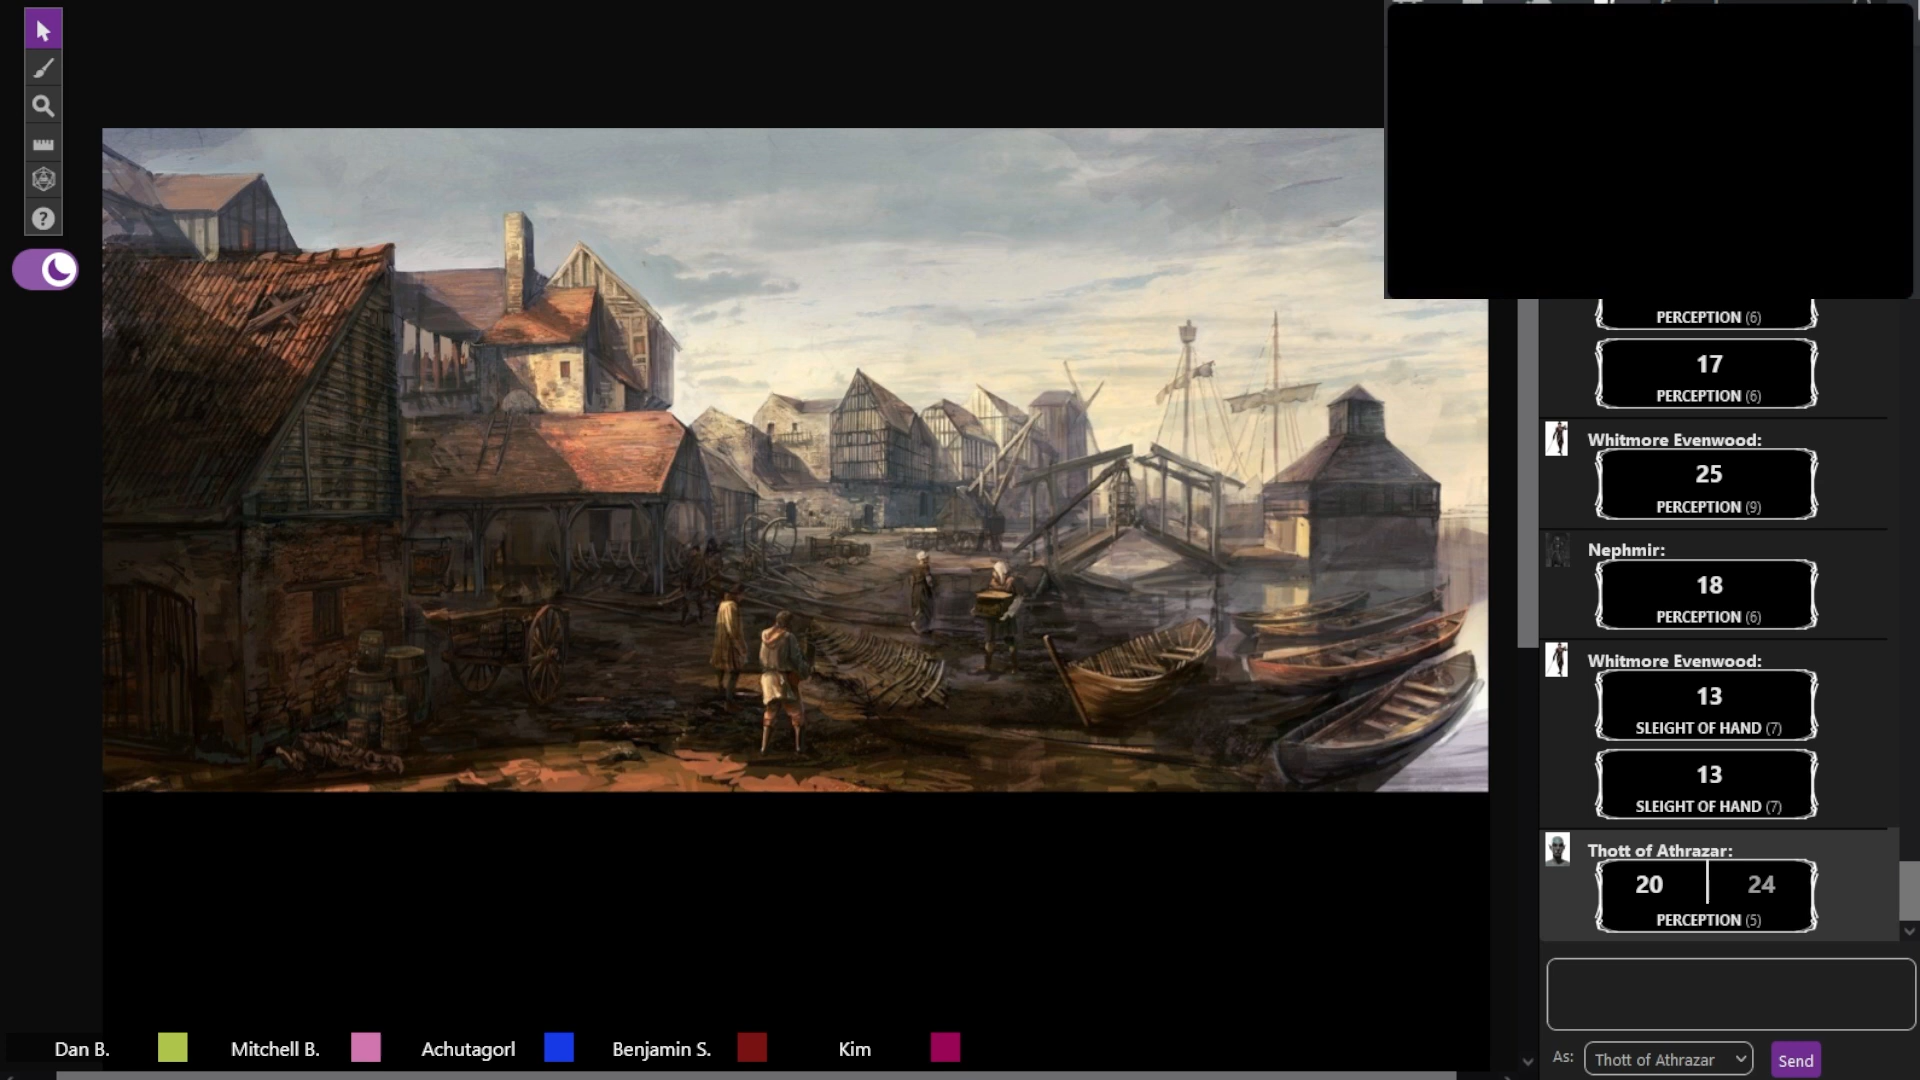 ?
PERCEPTION (6)
17
PERCEPTION (6)
Whitmore Evenwood:
25
PERCEPTION (9)
Nephmir:
18
PERCEPTION (6)
Whitmore Evenwood:
13
SLEIGHT OF HAND (7)
13
SLEIGHT OF HAND (7)
Thott of Athrazar:
20 24
PERCEPTION (5)
As: Thott of Athrazar Send
Dan B. Mitchell B. Achutagorl Benjamin S. Kim